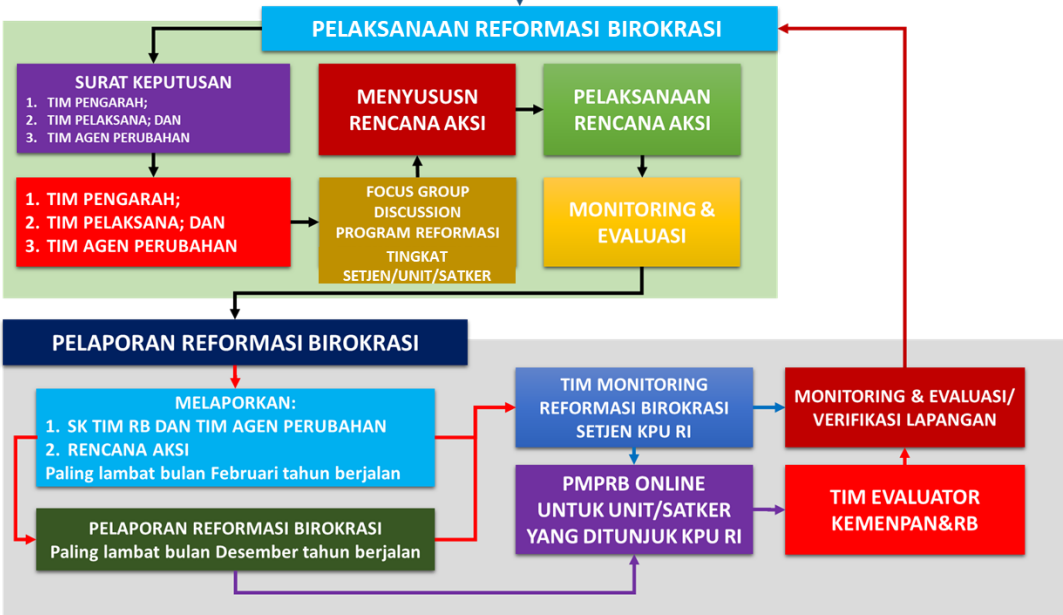 PELAKSANAAN REFORMASI BIROKRASI
SURAT KEPUTUSAN
1. TIM PENGARAH;
2. TIM PELAKSANA; DAN
3. TIM AGEN PERUBAHAN
MENYUSUSN
RENCANA AKSI
PELAKSANAAN
RENCANA AKSI
1. TIM PENGARAH;
2. TIM PELAKSANA; DAN
3. TIM AGEN PERUBAHAN
FOCUS GROUP
DISCUSSION
PROGRAM REFORMASI
TINGKAT
SETJEN/UNIT/SATKER
MONITORING &
EVALUASI
PELAPORAN REFORMASI BIROKRASI
MELAPORKAN:
1. SK TIM RB DAN TIM AGEN PERUBAHAN
2. RENCANA AKSI
Paling lambat bulan Februari tahun berjalan
TIM MONITORING
REFORMASI BIROKRASI
SETJEN KPU RI
MONITORING & EVALUASI/
VERIFIKASI LAPANGAN
PELAPORAN REFORMASI BIROKRASI
Paling lambat bulan Desember tahun berjalan
PMPRB ONLINE
UNTUK UNIT/SATKER
YANG DITUNJUK KPU RI
TIM EVALUATOR
KEMENPAN&RB